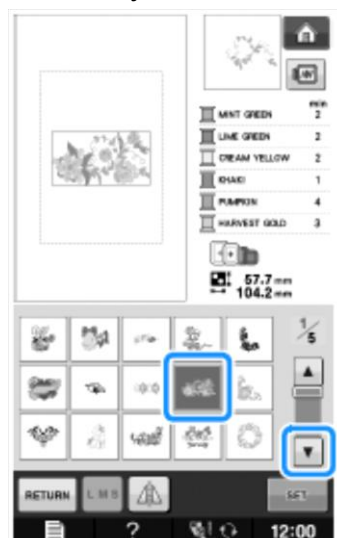 min
MINT GREEN 2
LIME GREEN 2
CREAM YELLOW 2
KHAKI 1
PUMPKIN 4
HARVEST GOLD 3
57.7 mm
104.2 mm
1/5
RETURN L M S SET
? 12:00